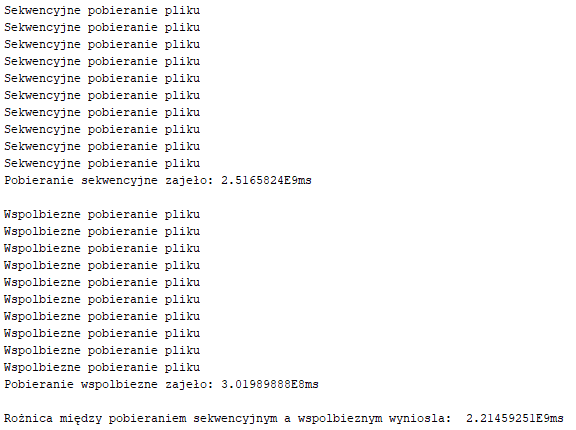 Sekwencyjne pobieranie pliku
Sekwencyjne pobieranie pliku
Sekwencyjne pobieranie pliku
Sekwencyjne pobieranie pliku
Sekwencyjne pobieranie pliku
Sekwencyjne pobieranie pliku
Sekwencyjne pobieranie pliku
Sekwencyjne pobieranie pliku
Sekwencyjne pobieranie pliku
Sekwencyjne pobieranie pliku
Pobieranie sekwencyjne zajeło: 2.5165824E9ms

Wspolbiezne pobieranie pliku
Wspolbiezne pobieranie pliku
Wspolbiezne pobieranie pliku
Wspolbiezne pobieranie pliku
Wspolbiezne pobieranie pliku
Wspolbiezne pobieranie pliku
Wspolbiezne pobieranie pliku
Wspolbiezne pobieranie pliku
Wspolbiezne pobieranie pliku
Wspolbiezne pobieranie pliku
Pobieranie wspolbiezne zajeło: 3.01989888E8ms

Rożnica między pobieraniem sekwencyjnym a wspolbieznym wyniosla:  2.21459251E9ms